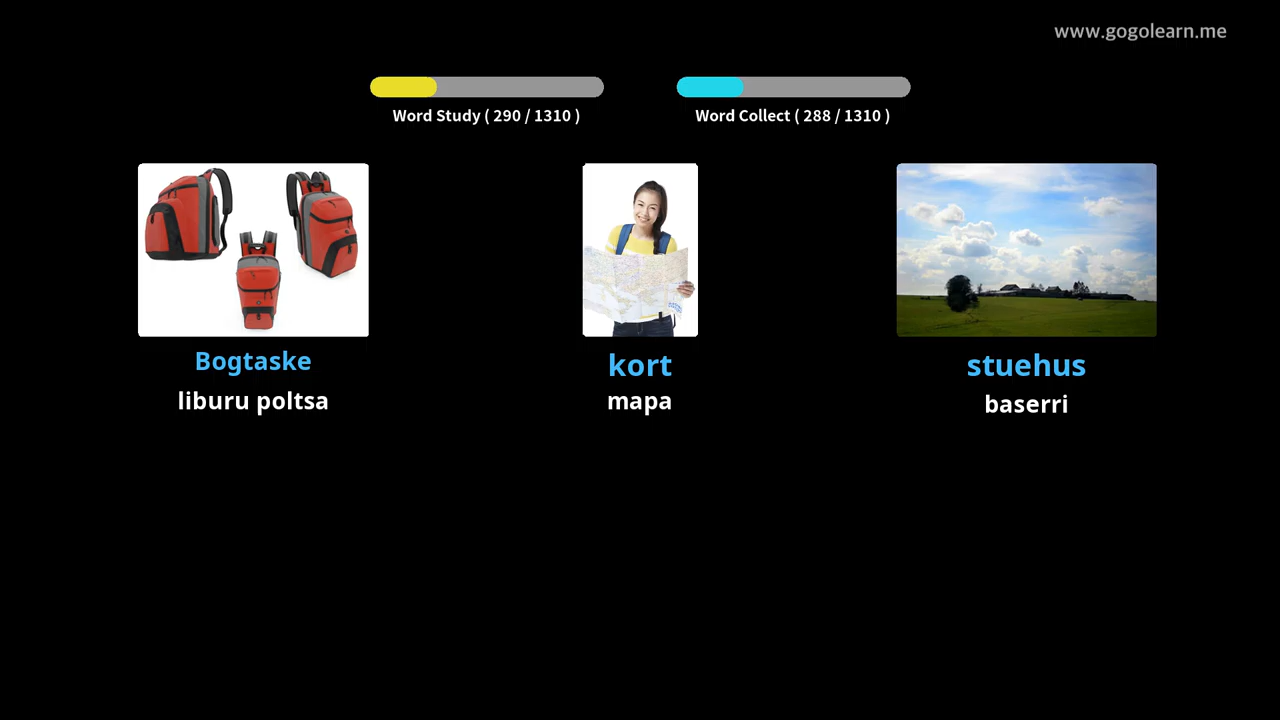 www.gogolearn.me
Word Study ( 290 / 1310 )
Word Collect ( 288 / 1310 )
Bogtaske
liburu poltsa
kort
mapa
stuehus
baserri